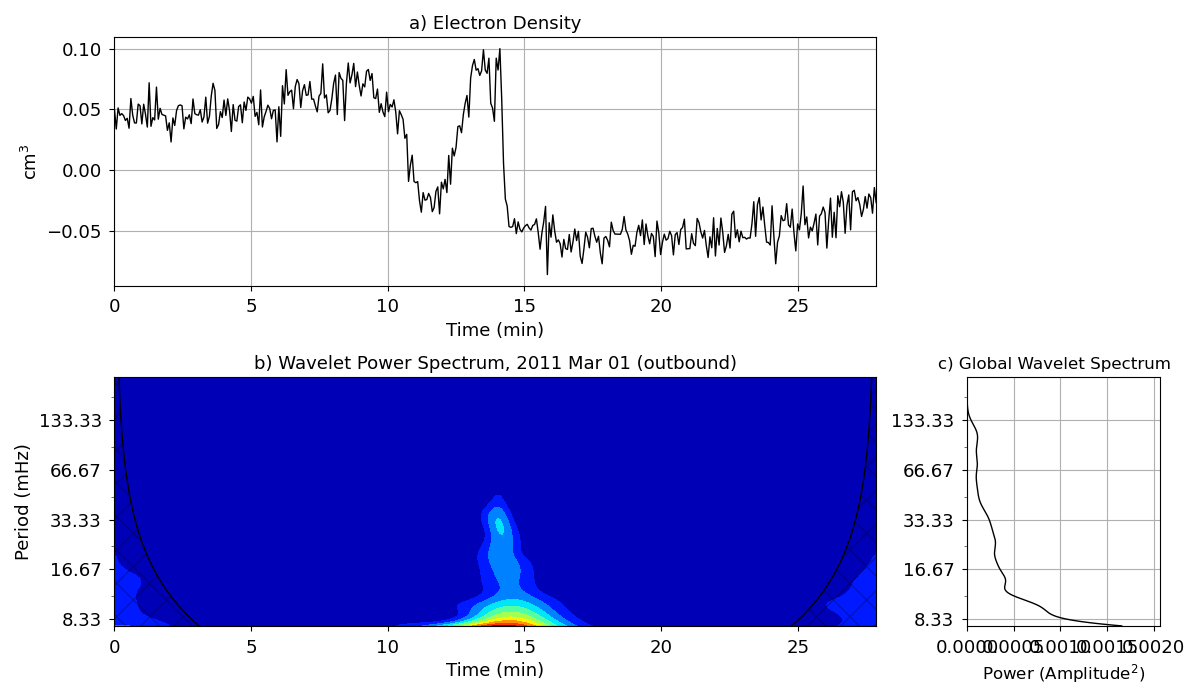 a) Electron Density
0.10
0.05
0.00
−0.05
cm³
0 5 10 15 20 25
Time (min)
b) Wavelet Power Spectrum, 2011 Mar 01 (outbound)
133.33
66.67
33.33
16.67
8.33
Period (mHz)
0 5 10 15 20 25
Time (min)
c) Global Wavelet Spectrum
133.33
66.67
33.33
16.67
8.33
Power (Amplitude²)